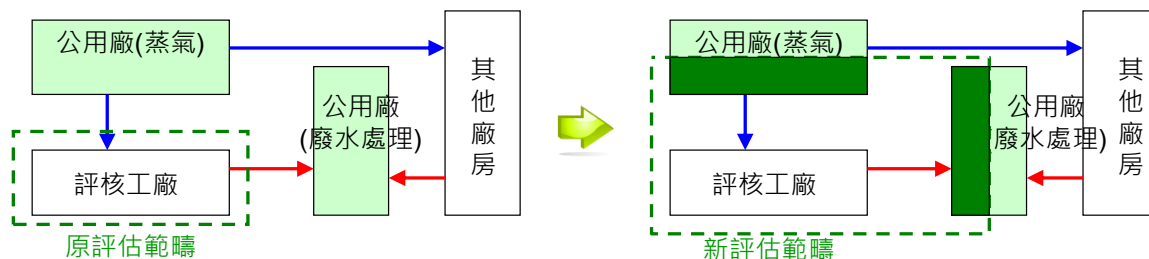 公用廠(蒸氣)
公用廠
(廢水處理)
其他廠房
評核工廠
原評估範疇
公用廠(蒸氣)
公用廠
廢水處理)
其他廠房
評核工廠
新評估範疇